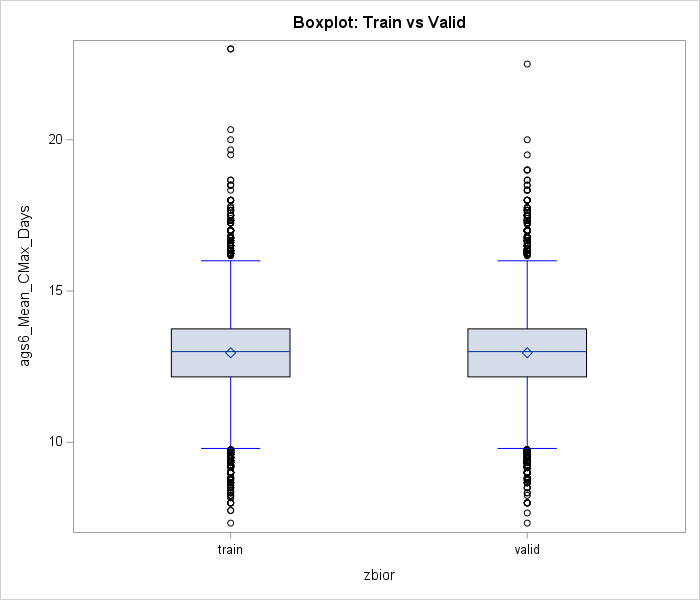 Boxplot: Train vs Valid
ags6_Mean_CMax_Days
20
15
10
train
valid
zbior